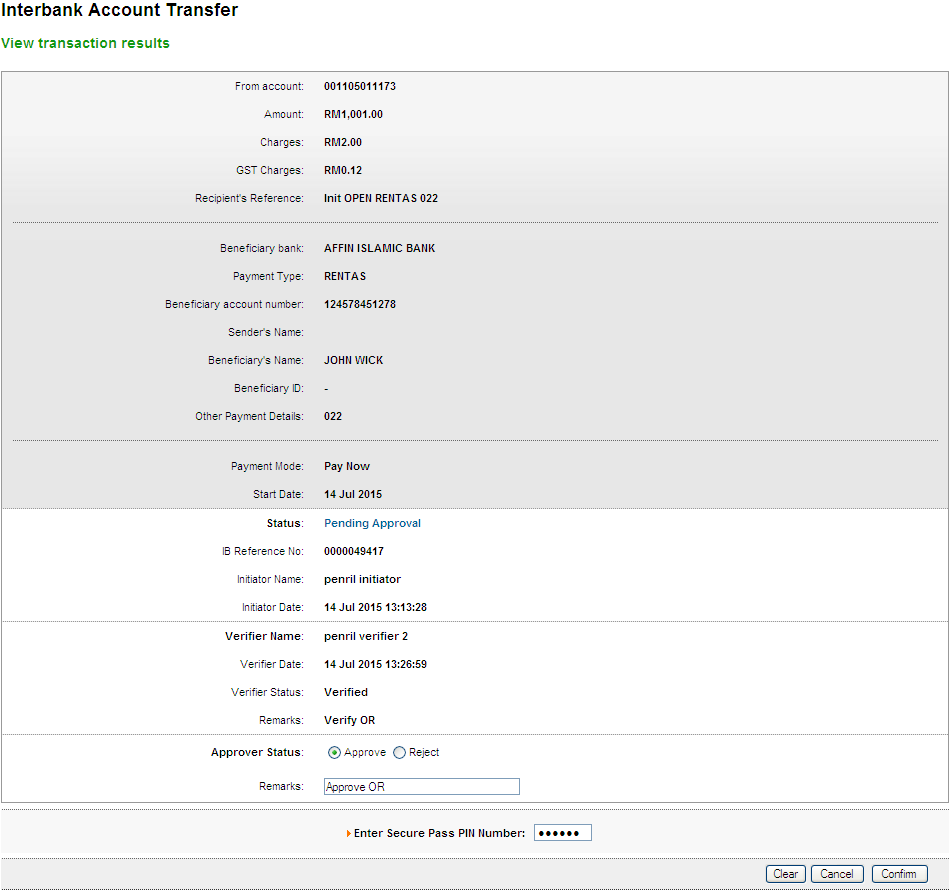 Interbank Account Transfer
View transaction results
From account: 001105011173
Amount: RM1,001.00
Charges: RM2.00
GST Charges: RM0.12
Recipient's Reference: Init OPEN RENTAS 022
Beneficiary bank: AFFIN ISLAMIC BANK
Payment Type: RENTAS
Beneficiary account number: 124578451278
Sender's Name:
Beneficiary's Name: JOHN WICK
Beneficiary ID: -
Other Payment Details: 022
Payment Mode: Pay Now
Start Date: 14 Jul 2015
Status: Pending Approval
IB Reference No: 0000049417
Initiator Name: penril initiator
Initiator Date: 14 Jul 2015 13:13:28
Verifier Name: penril verifier 2
Verifier Date: 14 Jul 2015 13:26:59
Verifier Status: Verified
Remarks: Verify OR
Approver Status: Approve Reject
Remarks: Approve OR
Enter Secure Pass PIN Number: ●●●●●●
Clear Cancel Confirm